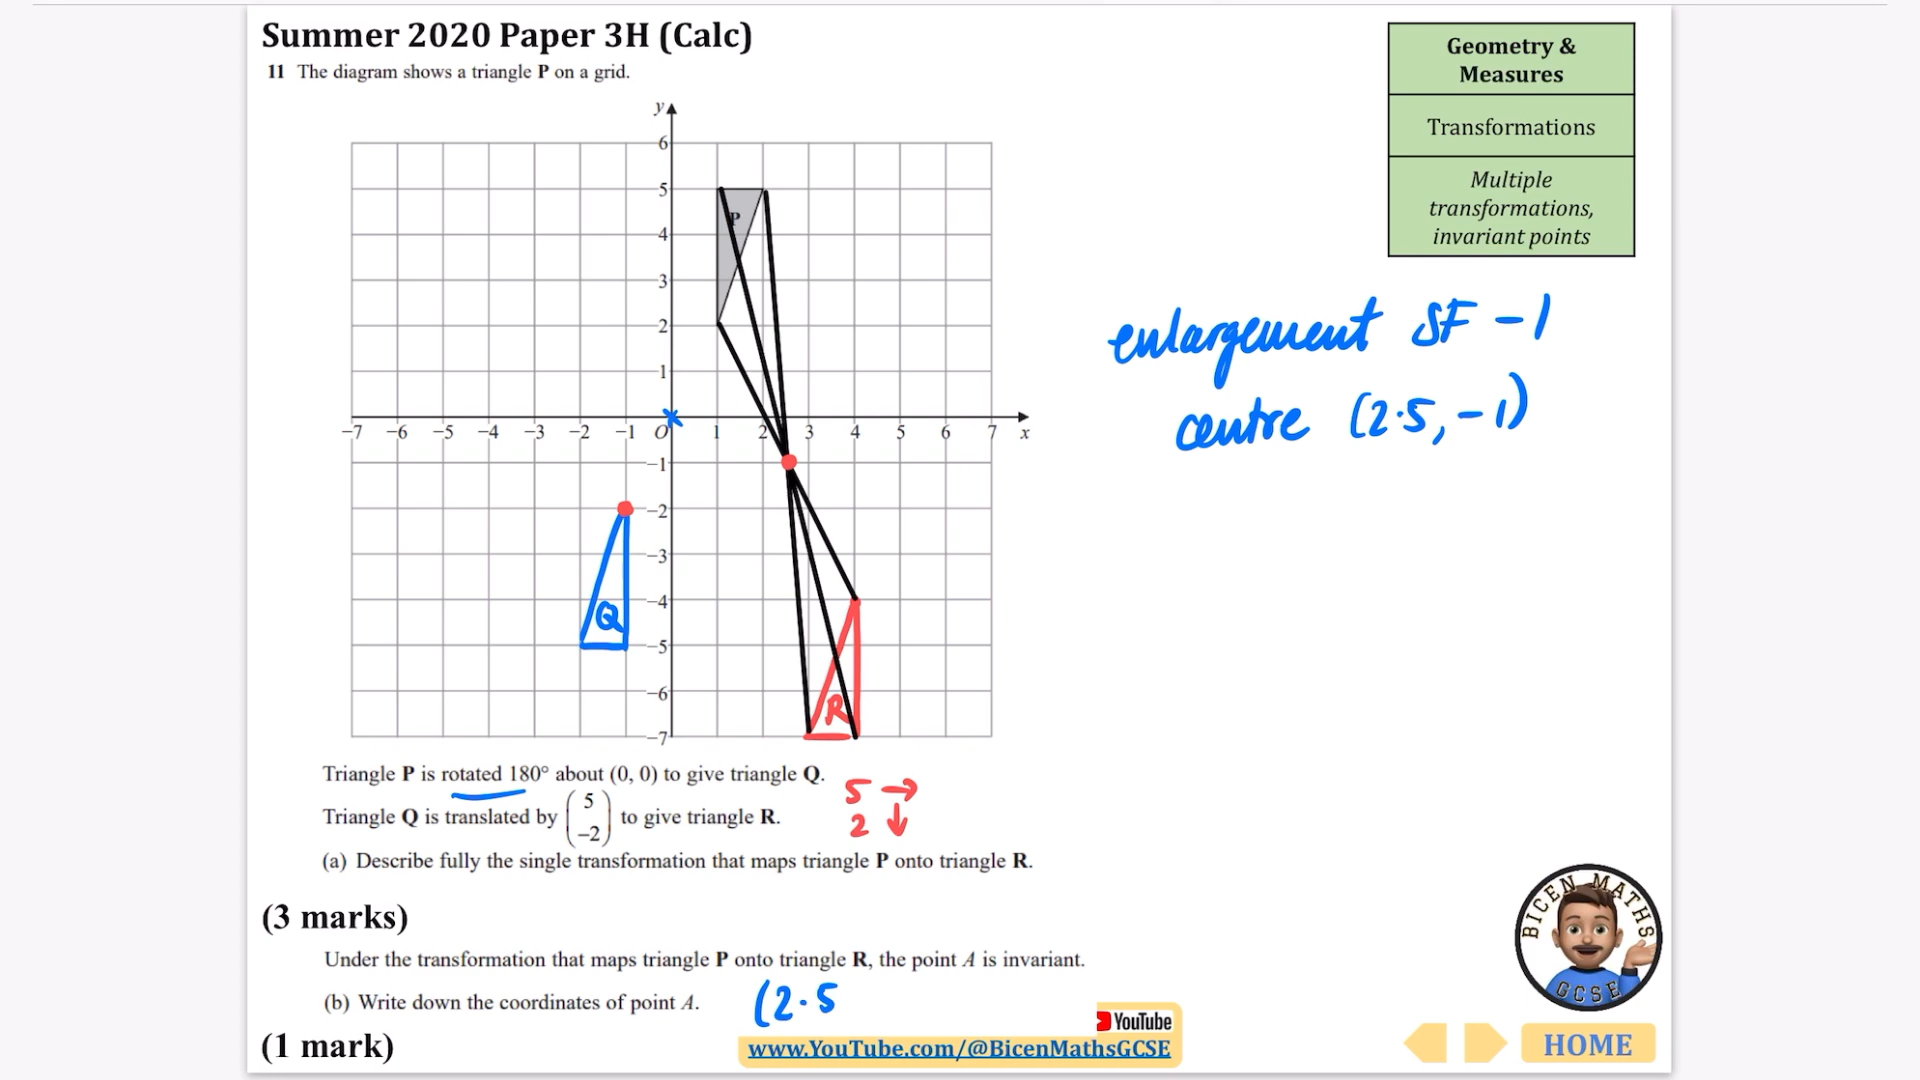 Summer 2020 Paper 3H (Calc)
11 The diagram shows a triangle P on a grid.
Geometry &
Measures
Transformations
Multiple
transformations,
invariant points
y
6
5
P
4
3
2
1
−7 −6 −5 −4 −3 −2 −1 O 1 2 3 4 5 6 7 x
−1
−2
−3
Q
−4
−5
−6
R
−7
enlargement SF -1
centre (2.5, -1)
Triangle P is rotated 180° about (0, 0) to give triangle Q.
5 →
Triangle Q is translated by (5 −2) to give triangle R.
2 ↓
(a) Describe fully the single transformation that maps triangle P onto triangle R.
(3 marks)
Under the transformation that maps triangle P onto triangle R, the point A is invariant.
(b) Write down the coordinates of point A.
(2.5
(1 mark)
YouTube
www.YouTube.com/@BicenMathsGCSE
BICEN MATHS
GCSE
HOME